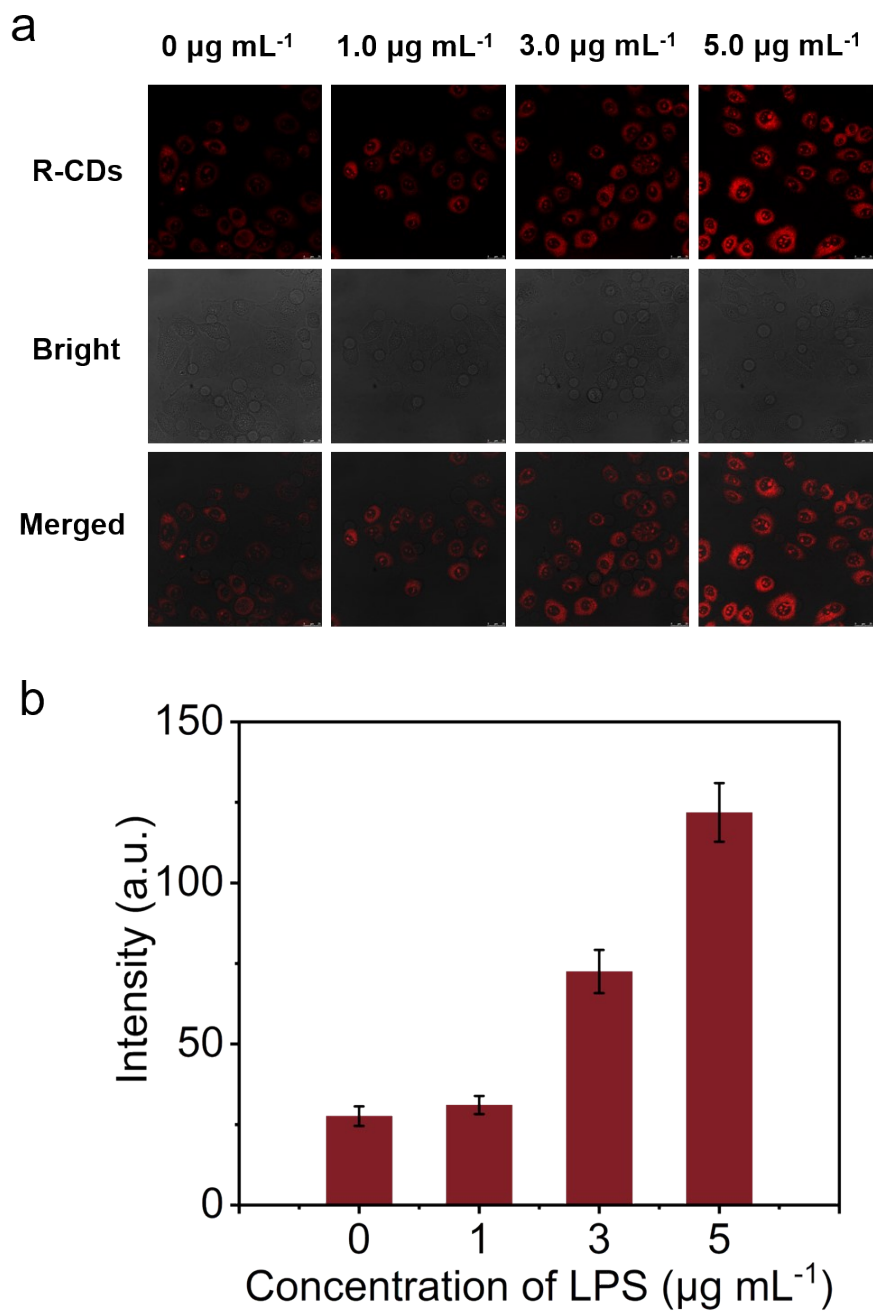 a
0 µg mL⁻¹ 1.0 µg mL⁻¹ 3.0 µg mL⁻¹ 5.0 µg mL⁻¹
R-CDs
Bright
Merged
b
150
100
50
0
Intensity (a.u.)
0 1 3 5
Concentration of LPS (µg mL⁻¹)